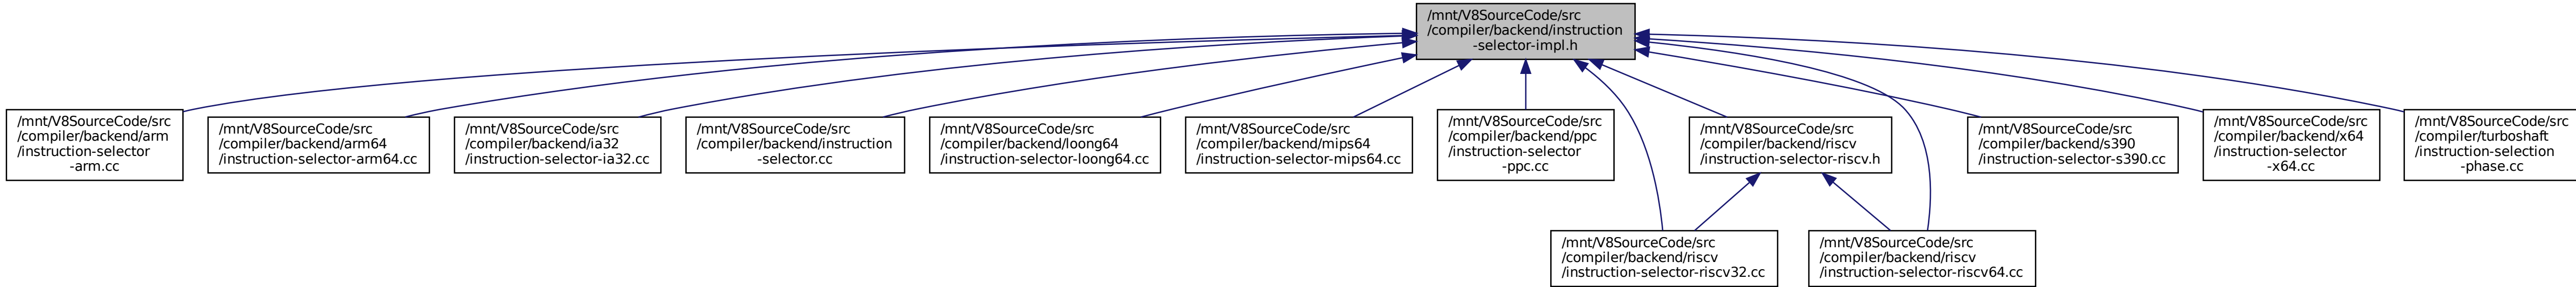 /mnt/V8SourceCode/src
/compiler/backend/instruction
-selector-impl.h
/mnt/V8SourceCode/src
/compiler/backend/arm
/instruction-selector
-arm.cc
/mnt/V8SourceCode/src
/compiler/backend/arm64
/instruction-selector-arm64.cc
/mnt/V8SourceCode/src
/compiler/backend/ia32
/instruction-selector-ia32.cc
/mnt/V8SourceCode/src
/compiler/backend/instruction
-selector.cc
/mnt/V8SourceCode/src
/compiler/backend/loong64
/instruction-selector-loong64.cc
/mnt/V8SourceCode/src
/compiler/backend/mips64
/instruction-selector-mips64.cc
/mnt/V8SourceCode/src
/compiler/backend/ppc
/instruction-selector
-ppc.cc
/mnt/V8SourceCode/src
/compiler/backend/riscv
/instruction-selector-riscv.h
/mnt/V8SourceCode/src
/compiler/backend/s390
/instruction-selector-s390.cc
/mnt/V8SourceCode/src
/compiler/backend/x64
/instruction-selector
-x64.cc
/mnt/V8SourceCode/src
/compiler/turboshaft
/instruction-selection
-phase.cc
/mnt/V8SourceCode/src
/compiler/backend/riscv
/instruction-selector-riscv32.cc
/mnt/V8SourceCode/src
/compiler/backend/riscv
/instruction-selector-riscv64.cc